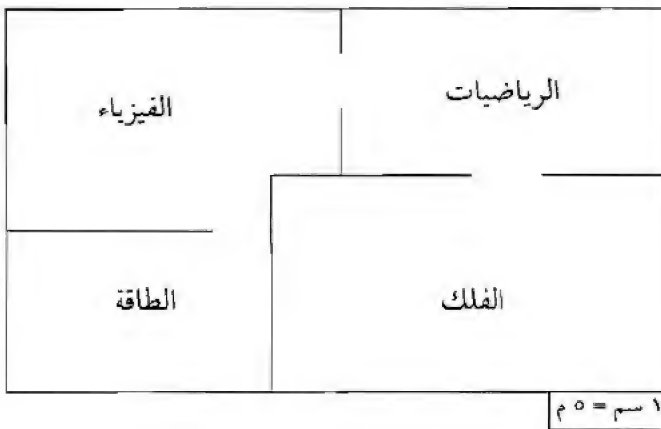 الرياضيات
الفيزياء
الفلك
الطاقة
١ سم = ٥ م